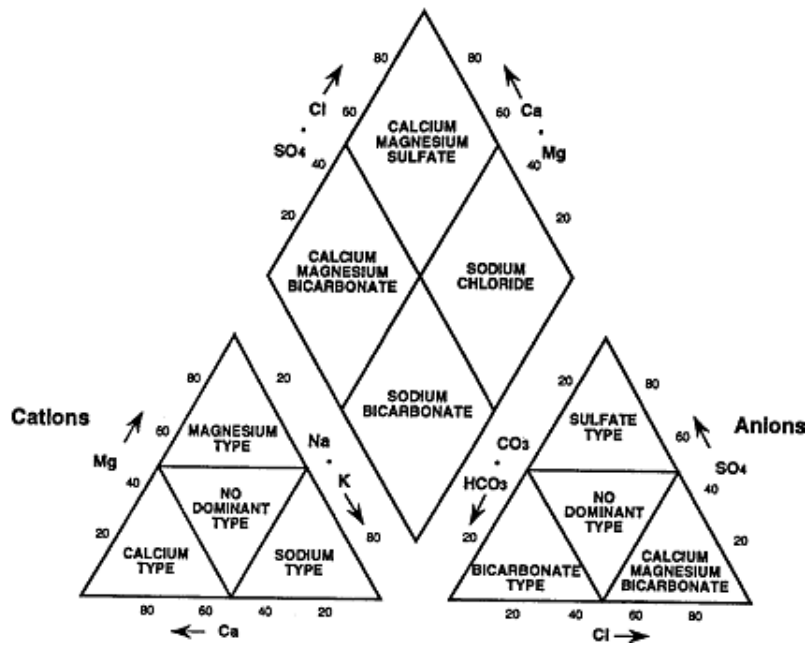 80
80
Cl
Ca
60
60
SO4
Mg
CALCIUM
MAGNESIUM
SULFATE
40
40
20
20
CALCIUM
MAGNESIUM
BICARBONATE
SODIUM
CHLORIDE
SODIUM
BICARBONATE
Cations
80
20
MAGNESIUM
TYPE
60
Mg
Na
K
40
NO
DOMINANT
TYPE
20
80
CALCIUM
TYPE
SODIUM
TYPE
80
60
40
20
Ca
Anions
20
80
SULFATE
TYPE
60
CO3
HCO3
SO4
40
NO
DOMINANT
TYPE
20
20
BICARBONATE
TYPE
CALCIUM
MAGNESIUM
BICARBONATE
20
40
60
80
Cl